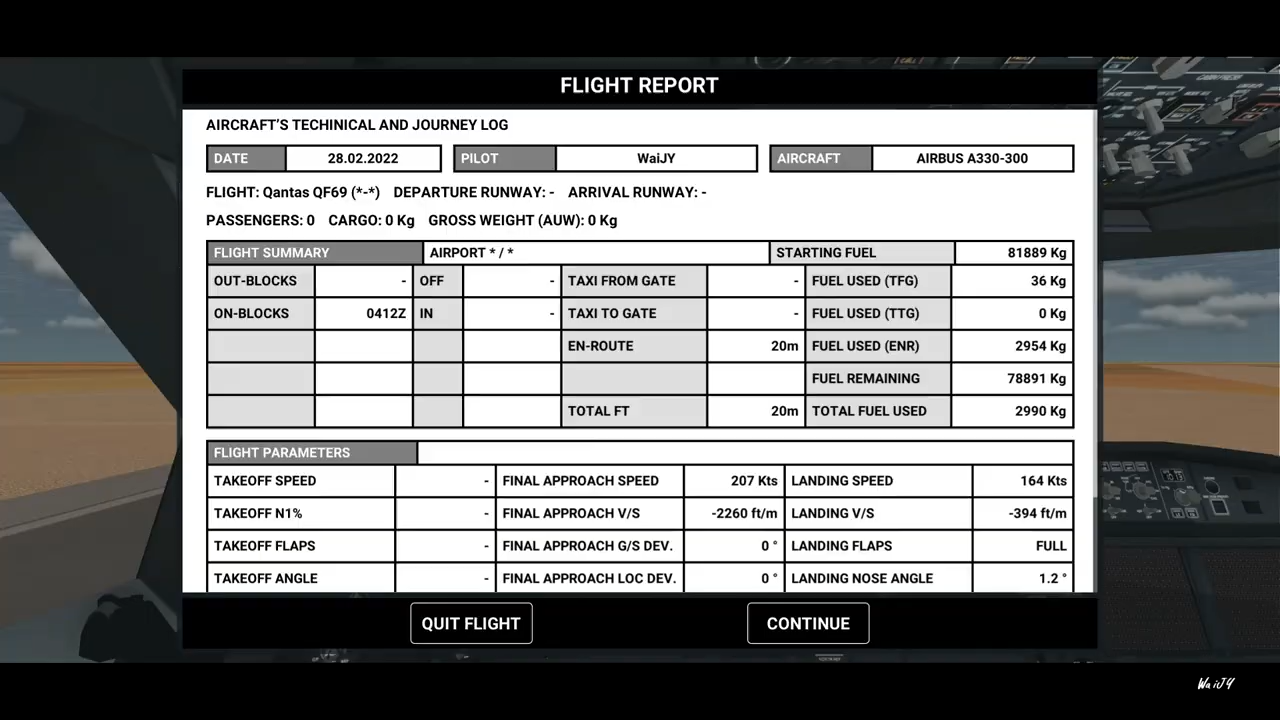 FLIGHT REPORT
AIRCRAFT'S TECHINICAL AND JOURNEY LOG
DATE 28.02.2022 PILOT WaiJY AIRCRAFT AIRBUS A330-300
FLIGHT: Qantas QF69 (*-*) DEPARTURE RUNWAY: - ARRIVAL RUNWAY: -
PASSENGERS: 0 CARGO: 0 Kg GROSS WEIGHT (AUW): 0 Kg
FLIGHT SUMMARY AIRPORT * / * STARTING FUEL 81889 Kg
OUT-BLOCKS - OFF - TAXI FROM GATE - FUEL USED (TFG) 36 Kg
ON-BLOCKS 0412Z IN - TAXI TO GATE - FUEL USED (TTG) 0 Kg
EN-ROUTE 20m FUEL USED (ENR) 2954 Kg
FUEL REMAINING 78891 Kg
TOTAL FT 20m TOTAL FUEL USED 2990 Kg
FLIGHT PARAMETERS
TAKEOFF SPEED - FINAL APPROACH SPEED 207 Kts LANDING SPEED 164 Kts
TAKEOFF N1% - FINAL APPROACH V/S -2260 ft/m LANDING V/S -394 ft/m
TAKEOFF FLAPS - FINAL APPROACH G/S DEV. 0 ° LANDING FLAPS FULL
TAKEOFF ANGLE - FINAL APPROACH LOC DEV. 0 ° LANDING NOSE ANGLE 1.2 °
QUIT FLIGHT CONTINUE
WaiJY